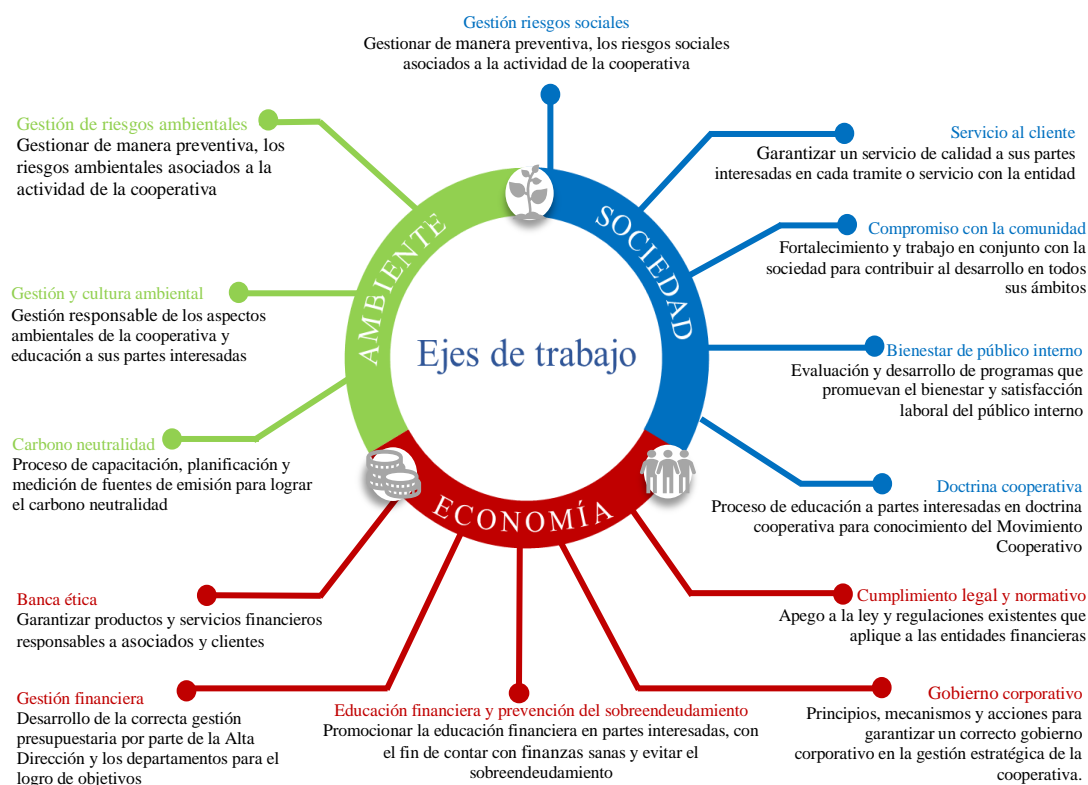 Gestión riesgos sociales
Gestionar de manera preventiva, los riesgos sociales
asociados a la actividad de la cooperativa
Gestión de riesgos ambientales
Gestionar de manera preventiva, los
riesgos ambientales asociados a la
actividad de la cooperativa
Servicio al cliente
Garantizar un servicio de calidad a sus partes
interesadas en cada tramite o servicio con la entidad
Compromiso con la comunidad
Fortalecimiento y trabajo en conjunto con la
sociedad para contribuir al desarrollo en todos
sus ámbitos
Gestión y cultura ambiental
Gestión responsable de los aspectos
ambientales de la cooperativa y
educación a sus partes interesadas
AMBIENTE
SOCIEDAD
Ejes de trabajo
ECONOMÍA
Bienestar de público interno
Evaluación y desarrollo de programas que
promuevan el bienestar y satisfacción
laboral del público interno
Carbono neutralidad
Proceso de capacitación, planificación y
medición de fuentes de emisión para lograr
el carbono neutralidad
Doctrina cooperativa
Proceso de educación a partes interesadas en doctrina
cooperativa para conocimiento del Movimiento
Cooperativo
Banca ética
Garantizar productos y servicios financieros
responsables a asociados y clientes
Cumplimiento legal y normativo
Apego a la ley y regulaciones existentes que
aplique a las entidades financieras
Gestión financiera
Desarrollo de la correcta gestión
presupuestaria por parte de la Alta
Dirección y los departamentos para el
logro de objetivos
Educación financiera y prevención del sobreendeudamiento
Promocionar la educación financiera en partes interesadas, con
el fin de contar con finanzas sanas y evitar el
sobreendeudamiento
Gobierno corporativo
Principios, mecanismos y acciones para
garantizar un correcto gobierno
corporativo en la gestión estratégica de la
cooperativa.